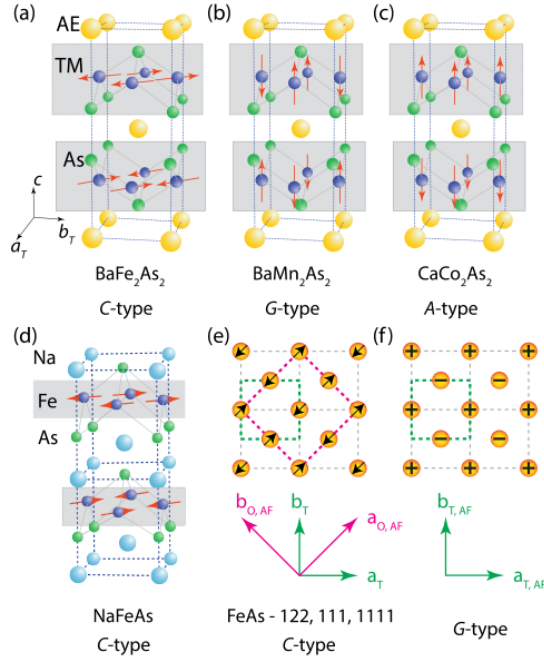 (a) (b) (c)
AE
TM
As
c
a_T b_T
BaFe₂As₂ BaMn₂As₂ CaCo₂As₂
C-type G-type A-type
(d) (e) (f)
Na
Fe
As
b_O, AF b_T a_O, AF b_T, AF
a_T a_T, AF
NaFeAs FeAs - 122, 111, 1111 G-type
C-type C-type